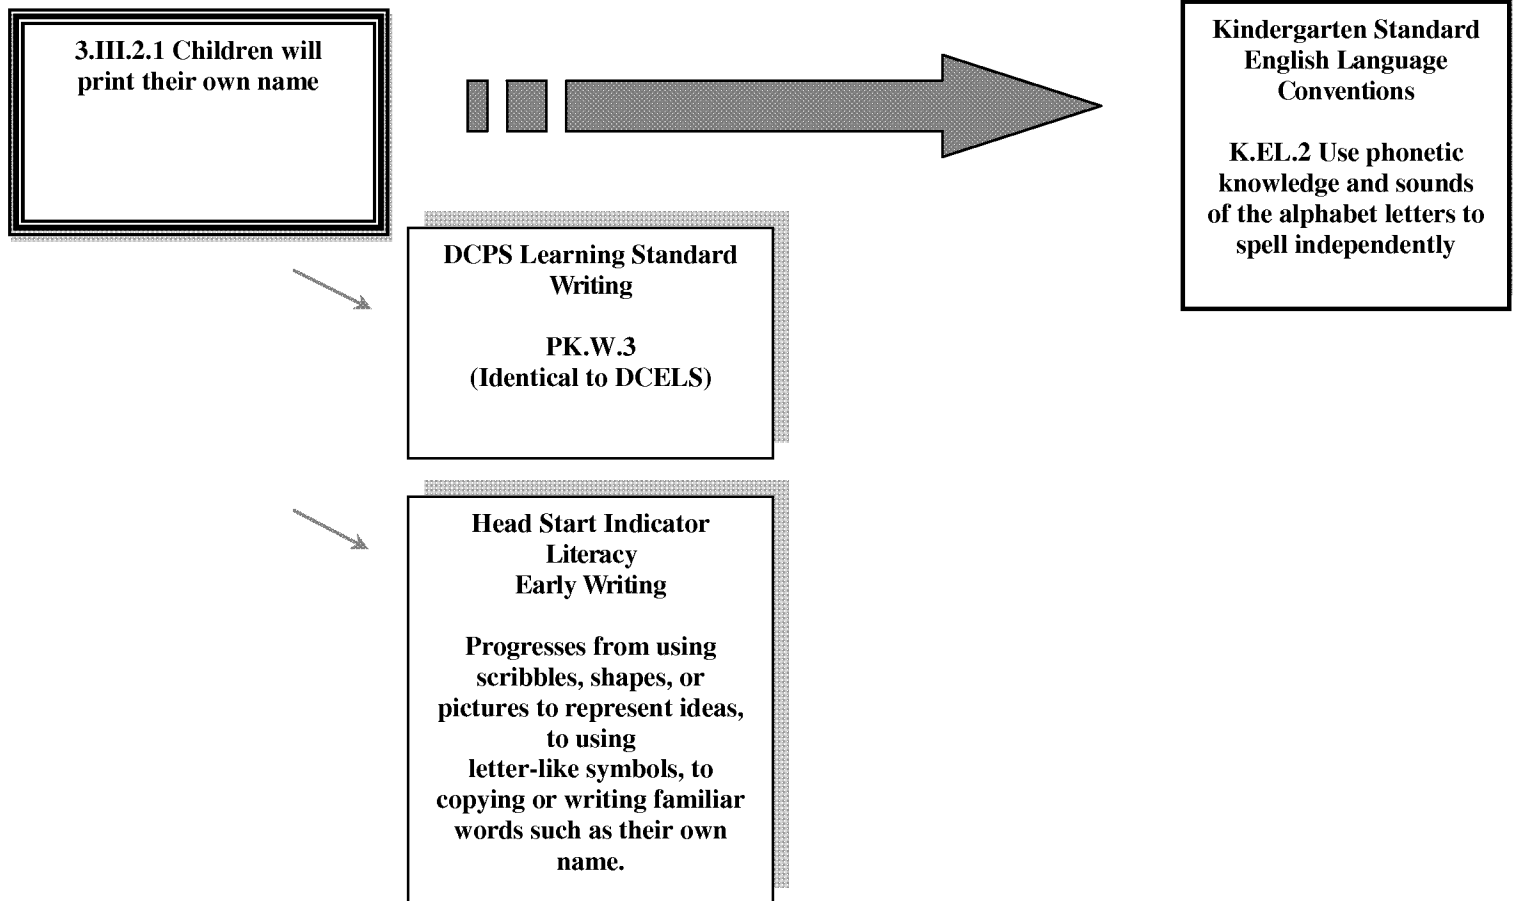 3.III.2.1 Children will
print their own name
Kindergarten Standard
English Language
Conventions
K.EL.2 Use phonetic
knowledge and sounds
of the alphabet letters to
spell independently
DCPS Learning Standard
Writing
PK.W.3
(Identical to DCELS)
Head Start Indicator
Literacy
Early Writing
Progresses from using
scribbles, shapes, or
pictures to represent ideas,
to using
letter-like symbols, to
copying or writing familiar
words such as their own
name.